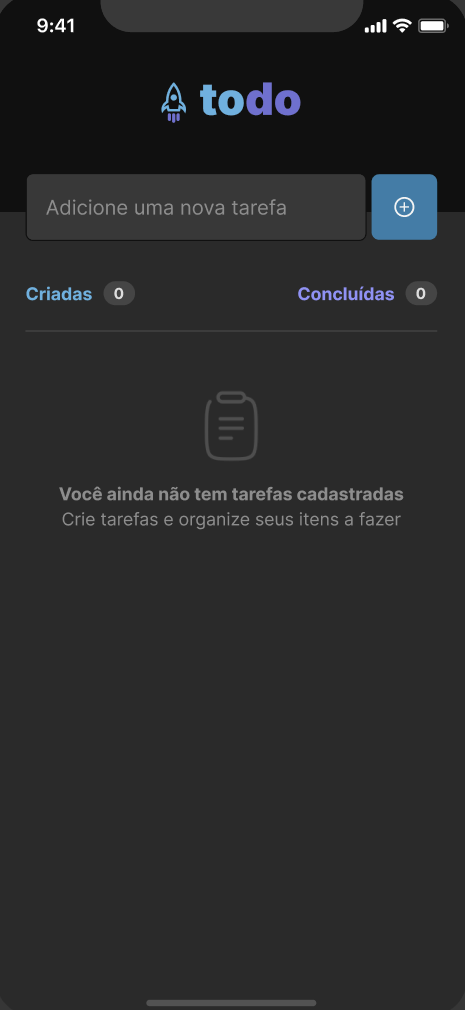 9:41
todo
Adicione uma nova tarefa
Criadas 0
Concluídas 0
Você ainda não tem tarefas cadastradas
Crie tarefas e organize seus itens a fazer